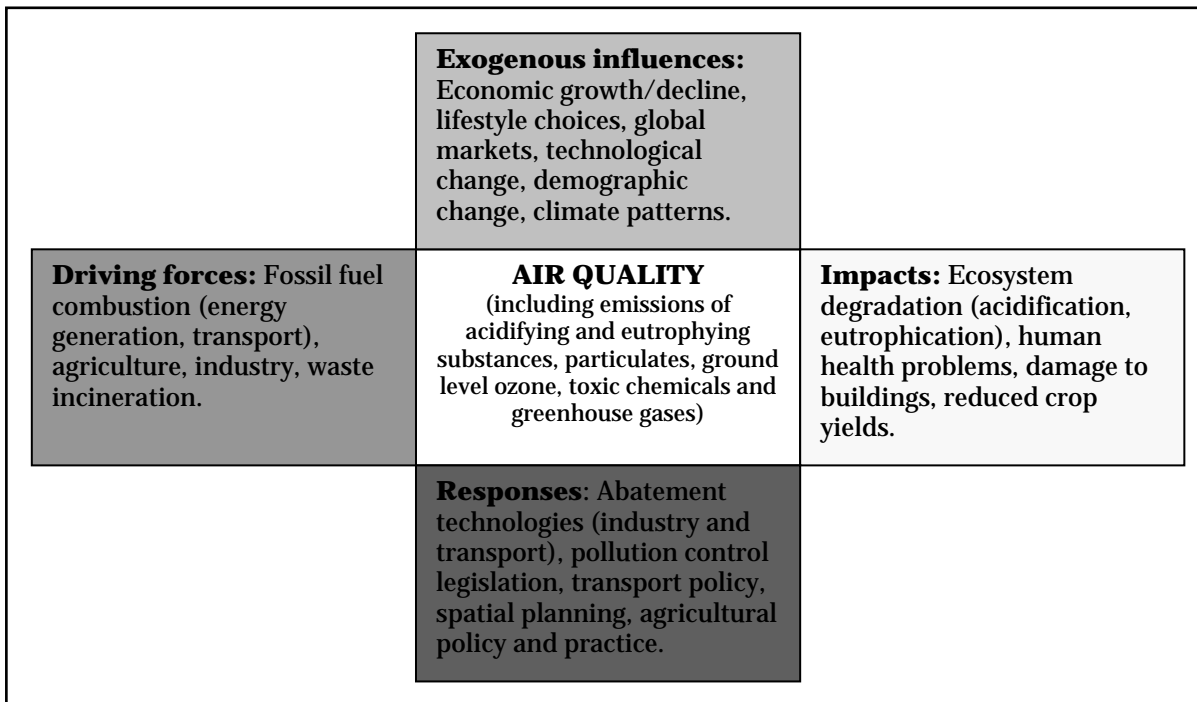 Exogenous influences:
Economic growth/decline,
lifestyle choices, global
markets, technological
change, demographic
change, climate patterns.
Driving forces: Fossil fuel
combustion (energy
generation, transport),
agriculture, industry, waste
incineration.
AIR QUALITY
(including emissions of
acidifying and eutrophying
substances, particulates, ground
level ozone, toxic chemicals and
greenhouse gases)
Impacts: Ecosystem
degradation (acidification,
eutrophication), human
health problems, damage to
buildings, reduced crop
yields.
Responses: Abatement
technologies (industry and
transport), pollution control
legislation, transport policy,
spatial planning, agricultural
policy and practice.